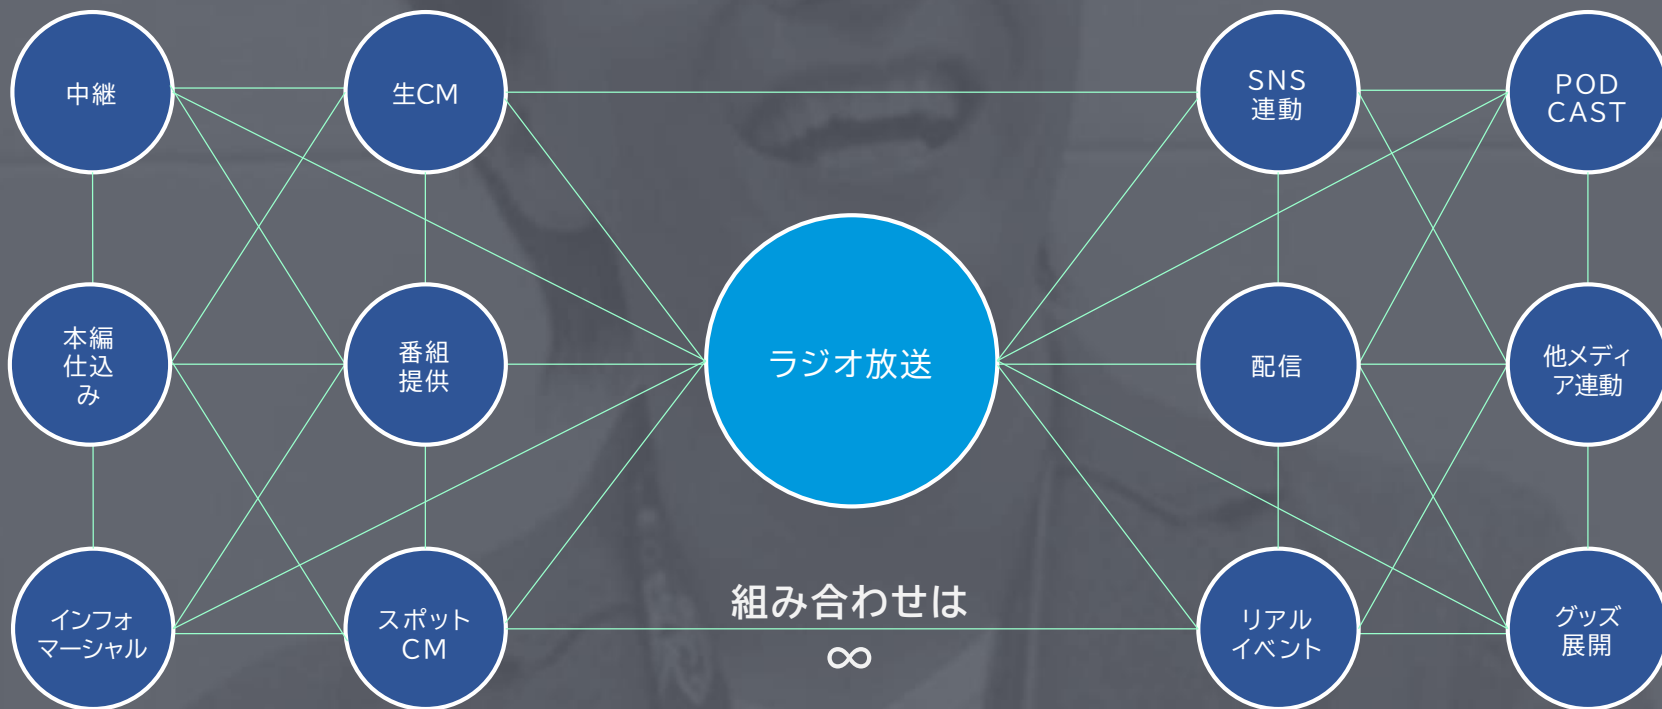 中継
生CM
SNS
連動
POD
CAST
本編
仕込
み
番組
提供
ラジオ放送
配信
他メディ
ア連動
インフォ
マーシャル
スポット
CM
組み合わせは
∞
リアル
イベント
グッズ
展開